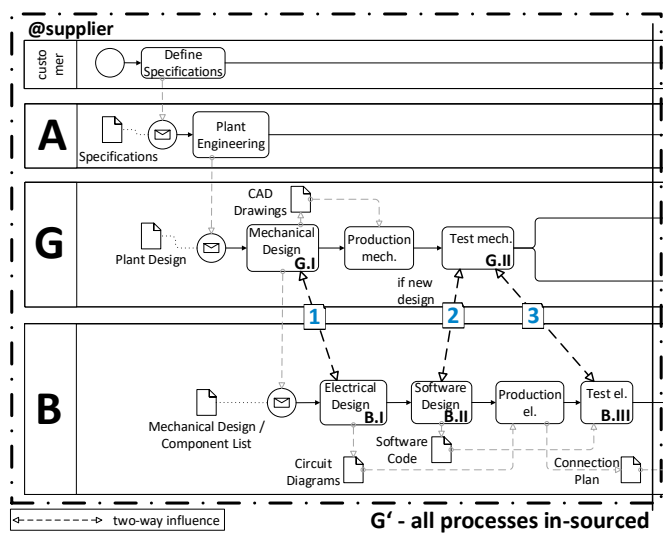 @supplier
custo
mer
Define
Specifications
A
Specifications
Plant
Engineering
G
CAD
Drawings
Plant Design
Mechanical
Design
G.I
Production
mech.
Test mech.
G.II
if new
design
1
2
3
B
Mechanical Design /
Component List
Electrical
Design
B.I
Software
Design
B.II
Production
el.
Test el.
B.III
Software
Code
Circuit
Diagrams
Connection
Plan
two-way influence
G‘ - all processes in-sourced